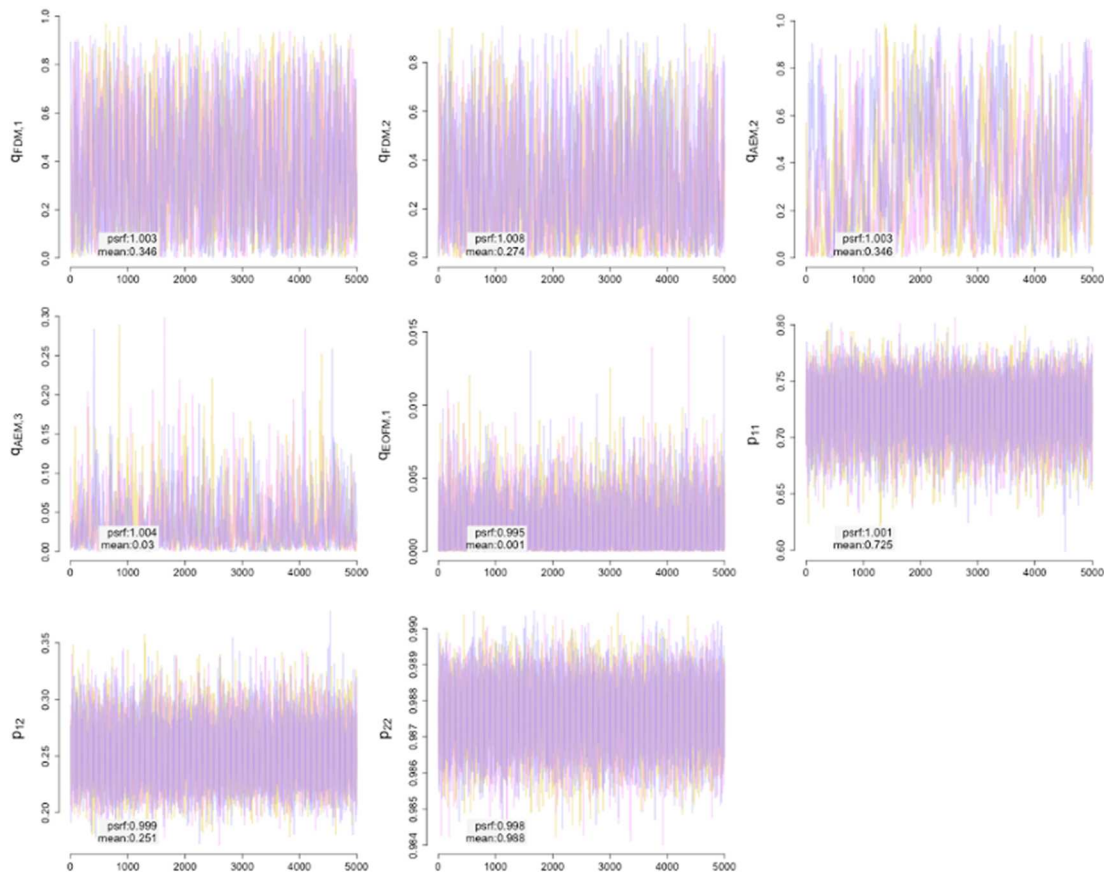 qFDM,1
1.0
0.8
0.6
0.4
0.2
0.0
psrf:1.003
mean:0.346
0 1000 2000 3000 4000 5000
qFDM,2
0.8
0.6
0.4
0.2
0.0
psrf:1.008
mean:0.274
0 1000 2000 3000 4000 5000
qAEM,2
1.0
0.8
0.6
0.4
0.2
0.0
psrf:1.003
mean:0.346
0 1000 2000 3000 4000 5000
qAEM,3
0.30
0.25
0.20
0.15
0.10
0.05
0.00
psrf:1.004
mean:0.03
0 1000 2000 3000 4000 5000
qEOFM,1
0.015
0.010
0.005
0.000
psrf:0.995
mean:0.001
0 1000 2000 3000 4000 5000
p11
0.80
0.75
0.70
0.65
0.60
psrf:1.001
mean:0.725
0 1000 2000 3000 4000 5000
p12
0.35
0.30
0.25
0.20
psrf:0.999
mean:0.251
0 1000 2000 3000 4000 5000
p22
0.990
0.989
0.988
0.987
0.986
0.985
0.984
psrf:0.998
mean:0.988
0 1000 2000 3000 4000 5000